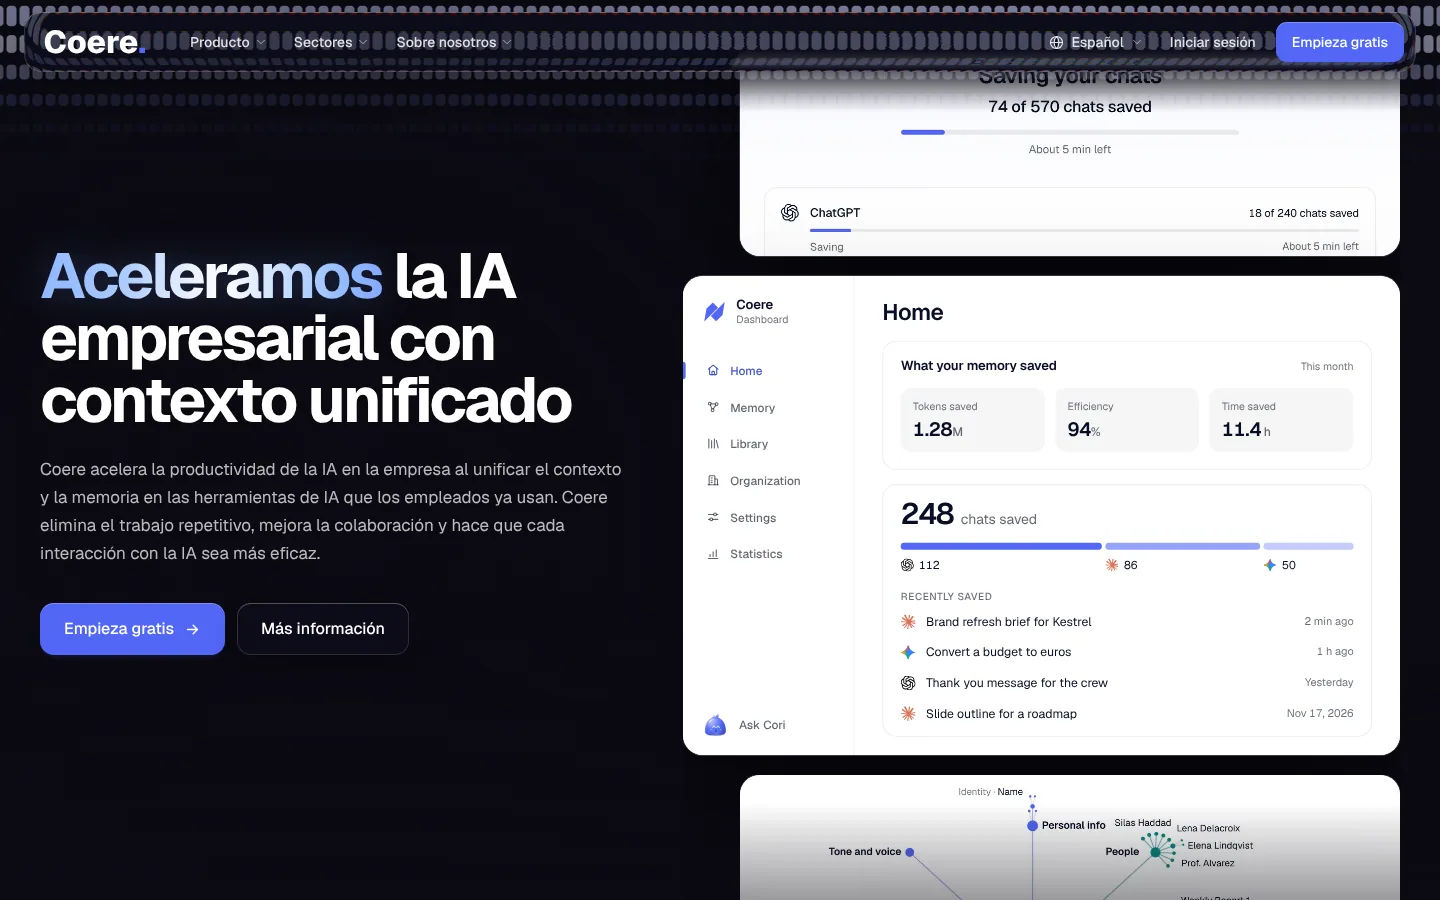 Coere.
Producto
Sectores
Sobre nosotros
Español
Iniciar sesión
Empieza gratis
Saving your chats
74 of 570 chats saved
About 5 min left
ChatGPT
18 of 240 chats saved
Saving
About 5 min left
Aceleramos la IA
empresarial con
contexto unificado
Coere acelera la productividad de la IA en la empresa al unificar el contexto
y la memoria en las herramientas de IA que los empleados ya usan. Coere
elimina el trabajo repetitivo, mejora la colaboración y hace que cada
interacción con la IA sea más eficaz.
Empieza gratis →
Más información
Coere
Dashboard
Home
Memory
Library
Organization
Settings
Statistics
Ask Cori
Home
What your memory saved
This month
Tokens saved
1.28M
Efficiency
94%
Time saved
11.4 h
248 chats saved
112
86
50
RECENTLY SAVED
Brand refresh brief for Kestrel
2 min ago
Convert a budget to euros
1 h ago
Thank you message for the crew
Yesterday
Slide outline for a roadmap
Nov 17, 2026
Identity · Name
Personal info
Silas Haddad
Lena Delacroix
Tone and voice
People
Elena Lindqvist
Prof. Alvarez